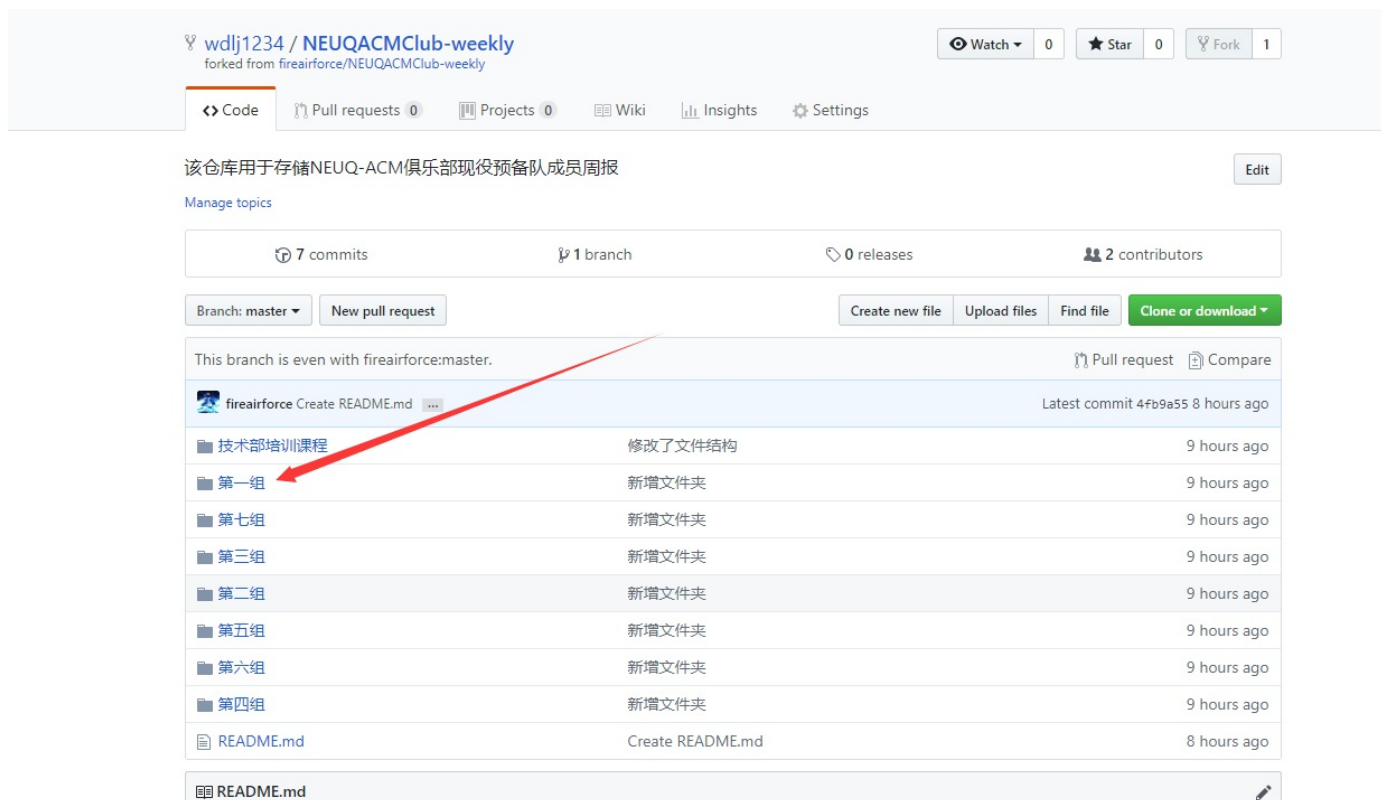 wdlj1234 / NEUQACMClub-weekly
Watch 0 Star 0 Fork 1
forked from fireairforce/NEUQACMClub-weekly
Code Pull requests 0 Projects 0 Wiki Insights Settings
该仓库用于存储NEUQ-ACM俱乐部现役预备队成员周报 Edit
Manage topics
7 commits 1 branch 0 releases 2 contributors
Branch: master New pull request Create new file Upload files Find file Clone or download
This branch is even with fireairforce:master. Pull request Compare
fireairforce Create README.md ... Latest commit 4fb9a55 8 hours ago
技术部培训课程 修改了文件结构 9 hours ago
第一组 新增文件夹 9 hours ago
第七组 新增文件夹 9 hours ago
第三组 新增文件夹 9 hours ago
第二组 新增文件夹 9 hours ago
第五组 新增文件夹 9 hours ago
第六组 新增文件夹 9 hours ago
第四组 新增文件夹 9 hours ago
README.md Create README.md 8 hours ago
README.md